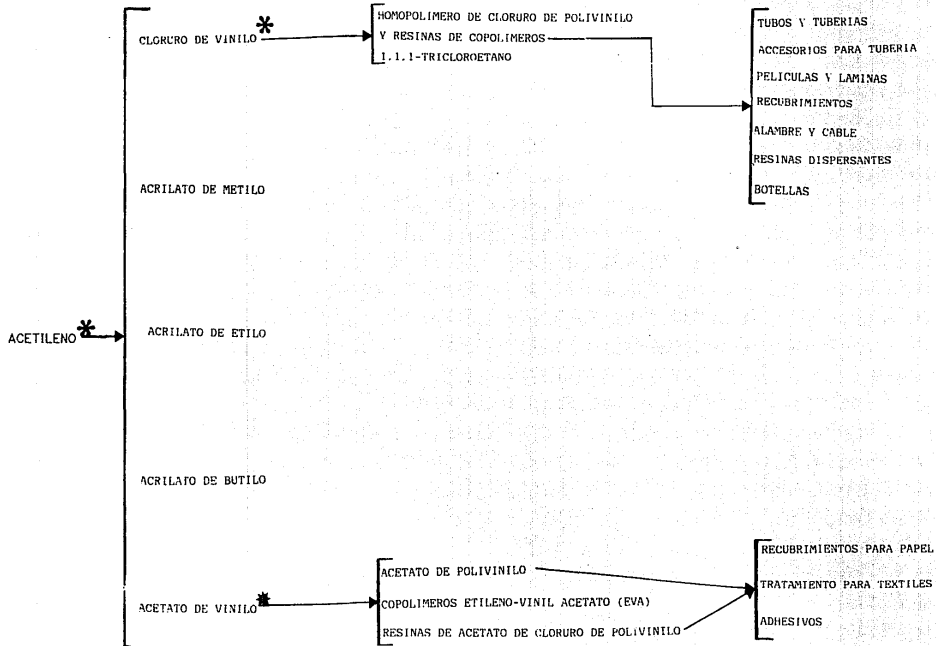 ACETILENO*
CLORURO DE VINILO*
HOMOPOLIMERO DE CLORURO DE POLIVINILO
Y RESINAS DE COPOLIMEROS
1.1.1-TRICLOROETANO
TUBOS Y TUBERIAS
ACCESORIOS PARA TUBERIA
PELICULAS Y LAMINAS
RECUBRIMIENTOS
ALAMBRE Y CABLE
RESINAS DISPERSANTES
BOTELLAS
ACRILATO DE METILO
ACRILATO DE ETILO
ACRILATO DE BUTILO
ACETATO DE VINILO*
ACETATO DE POLIVINILO
COPOLIMEROS ETILENO-VINIL ACETATO (EVA)
RESINAS DE ACETATO DE CLORURO DE POLIVINILO
RECUBRIMIENTOS PARA PAPEL
TRATAMIENTO PARA TEXTILES
ADHESIVOS